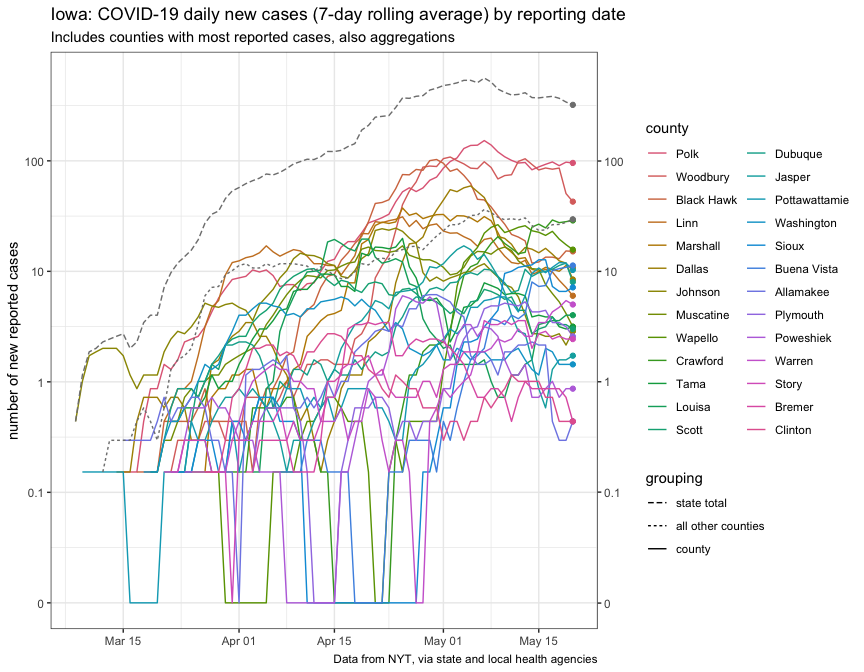 Iowa: COVID-19 daily new cases (7-day rolling average) by reporting date
Includes counties with most reported cases, also aggregations
number of new reported cases
100
10
1
0.1
0
100
10
1
0.1
0
Mar 15
Apr 01
Apr 15
May 01
May 15
Data from NYT, via state and local health agencies
county
Polk
Woodbury
Black Hawk
Linn
Marshall
Dallas
Johnson
Muscatine
Wapello
Crawford
Tama
Louisa
Scott
Dubuque
Jasper
Pottawattamie
Washington
Sioux
Buena Vista
Allamakee
Plymouth
Poweshiek
Warren
Story
Bremer
Clinton
grouping
state total
all other counties
county